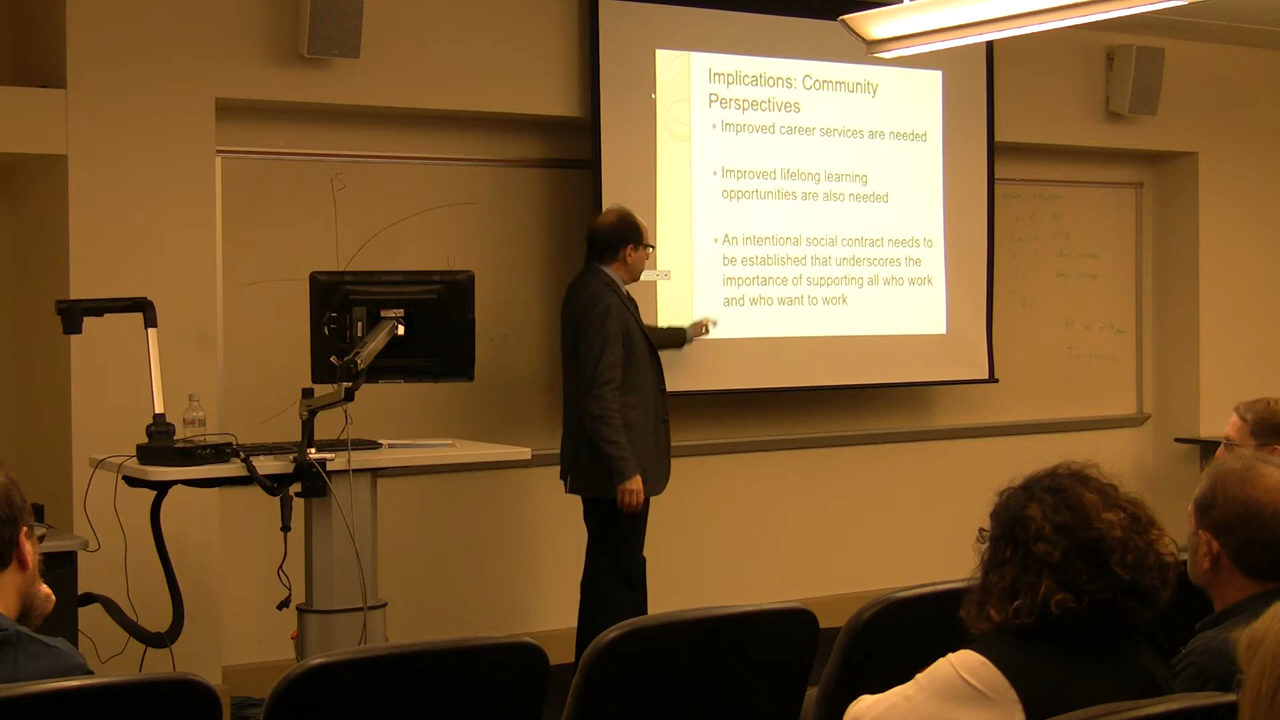 Implications: Community
Perspectives
• Improved career services are needed
• Improved lifelong learning
opportunities are also needed
• An intentional social contract needs to
be established that underscores the
importance of supporting all who work
and who want to work
S